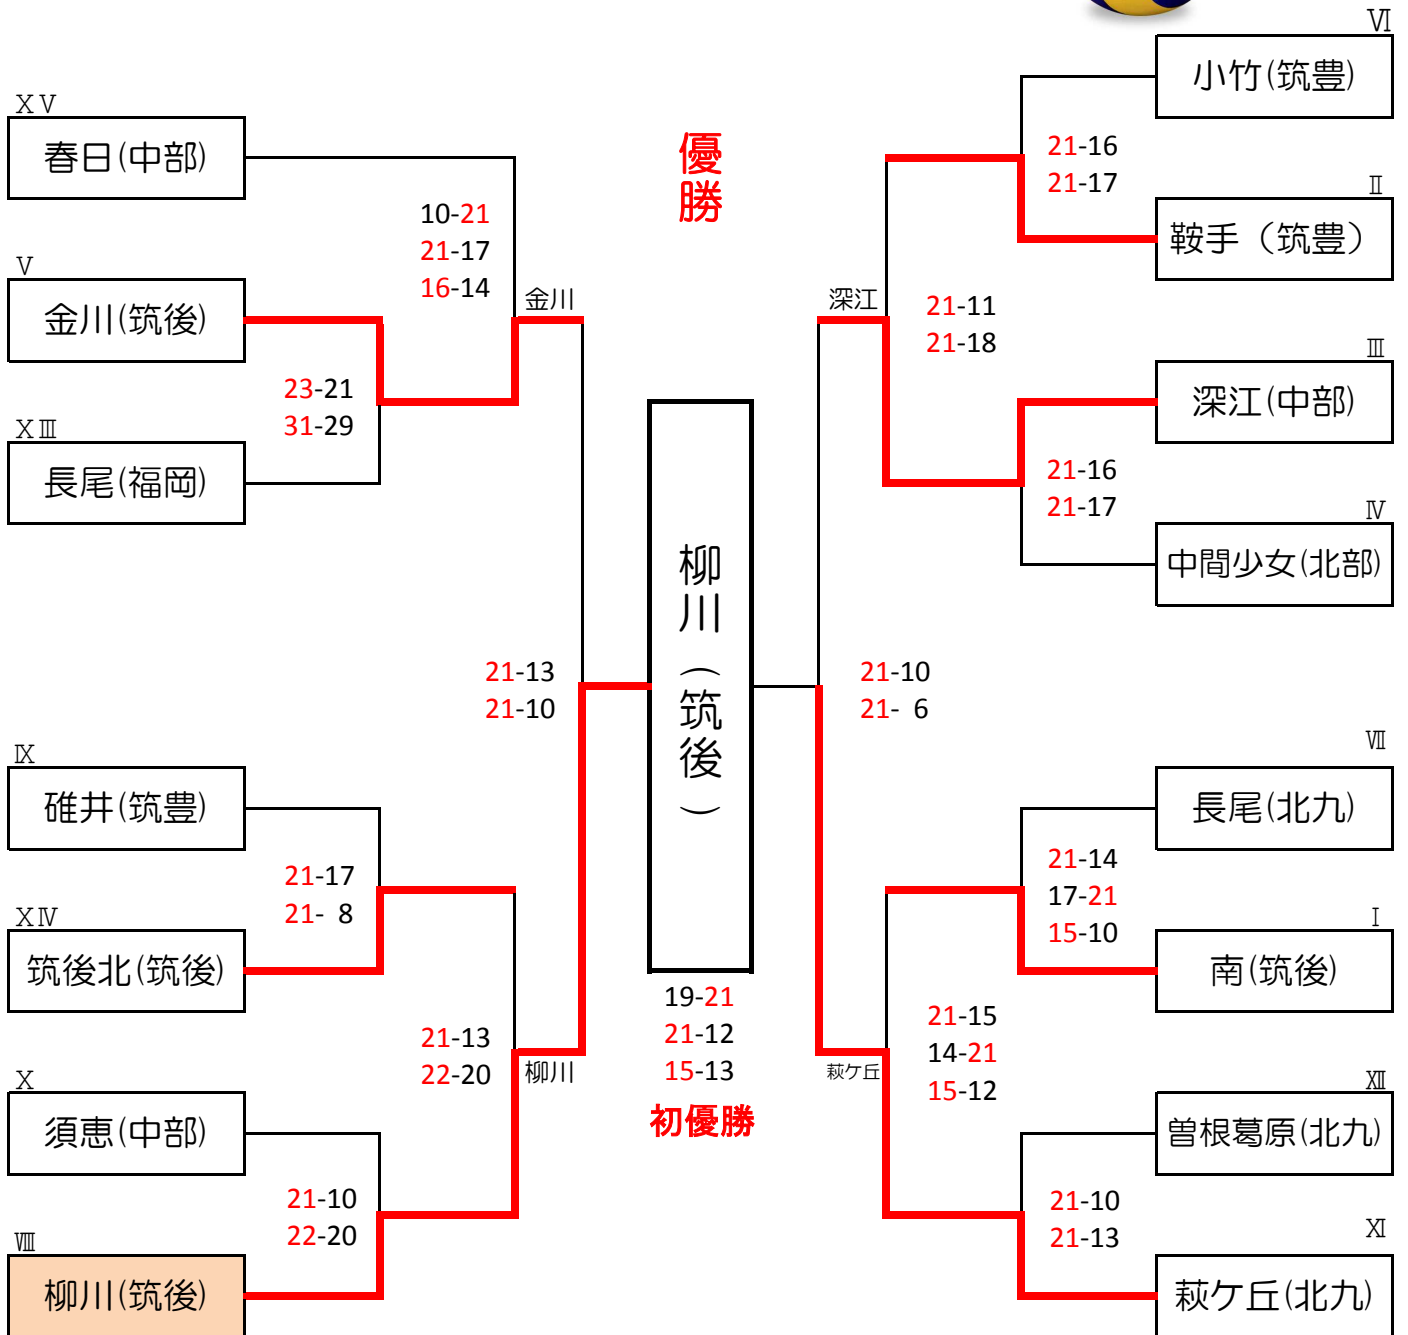 ⅩⅤ
春日(中部)
10-21
21-17
16-14
Ⅴ
金川(筑後)
金川
23-21
31-29
ⅩⅢ
長尾(福岡)
21-13
21-10
Ⅸ
碓井(筑豊)
21-17
21- 8
ⅩⅣ
筑後北(筑後)
21-13
22-20
柳川
Ⅹ
須恵(中部)
21-10
22-20
Ⅷ
柳川(筑後)
優勝
柳川(筑後)
19-21
21-12
15-13
初優勝
Ⅵ
小竹(筑豊)
21-16
21-17
Ⅱ
鞍手（筑豊）
深江
21-11
21-18
Ⅲ
深江(中部)
21-16
21-17
Ⅳ
中間少女(北部)
21-10
21- 6
Ⅶ
長尾(北九)
21-14
17-21
15-10
Ⅰ
南(筑後)
21-15
14-21
15-12
萩ケ丘
Ⅻ
曽根葛原(北九)
21-10
21-13
Ⅺ
萩ケ丘(北九)